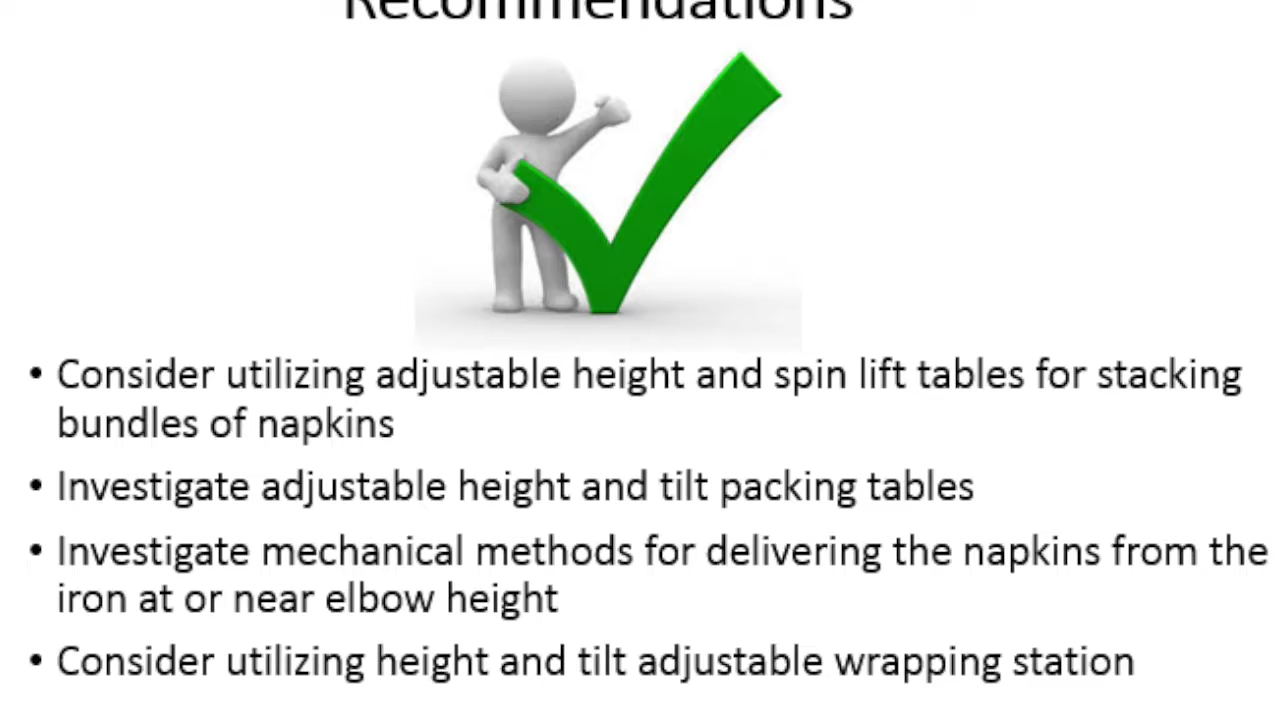 Recommendations
• Consider utilizing adjustable height and spin lift tables for stacking
bundles of napkins
• Investigate adjustable height and tilt packing tables
• Investigate mechanical methods for delivering the napkins from the
iron at or near elbow height
• Consider utilizing height and tilt adjustable wrapping station